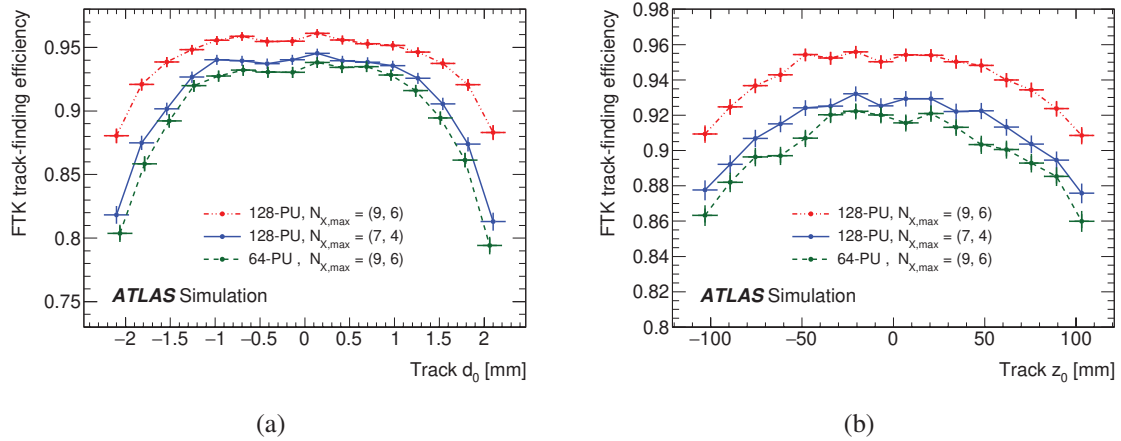 FTK track-finding efficiency
0.95
0.9
0.85
0.8
0.75
128-PU, N_X,max = (9, 6)
128-PU, N_X,max = (7, 4)
64-PU , N_X,max = (9, 6)
ATLAS Simulation
−2 −1.5 −1 −0.5 0 0.5 1 1.5 2
Track d_0 [mm]
(a)
FTK track-finding efficiency
0.98
0.96
0.94
0.92
0.9
0.88
0.86
0.84
0.82
0.8
128-PU, N_X,max = (9, 6)
128-PU, N_X,max = (7, 4)
64-PU , N_X,max = (9, 6)
ATLAS Simulation
−100 −50 0 50 100
Track z_0 [mm]
(b)